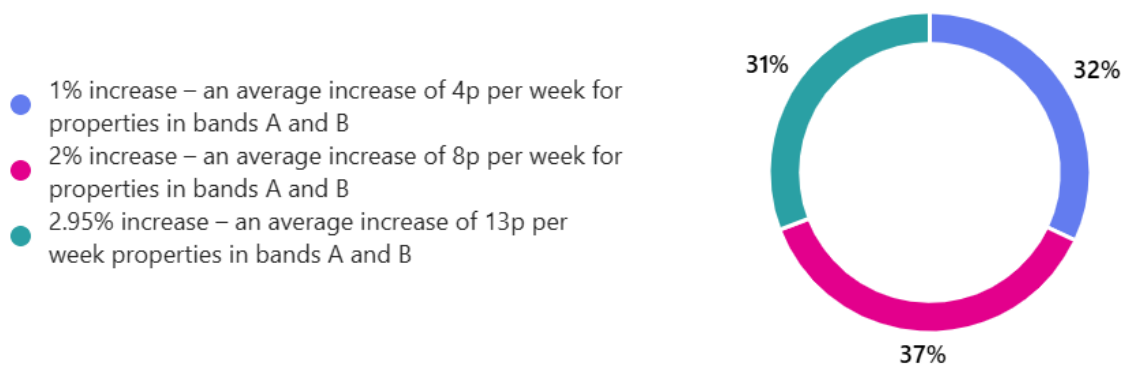 1% increase – an average increase of 4p per week for
properties in bands A and B
2% increase – an average increase of 8p per week for
properties in bands A and B
2.95% increase – an average increase of 13p per
week properties in bands A and B
31%
32%
37%